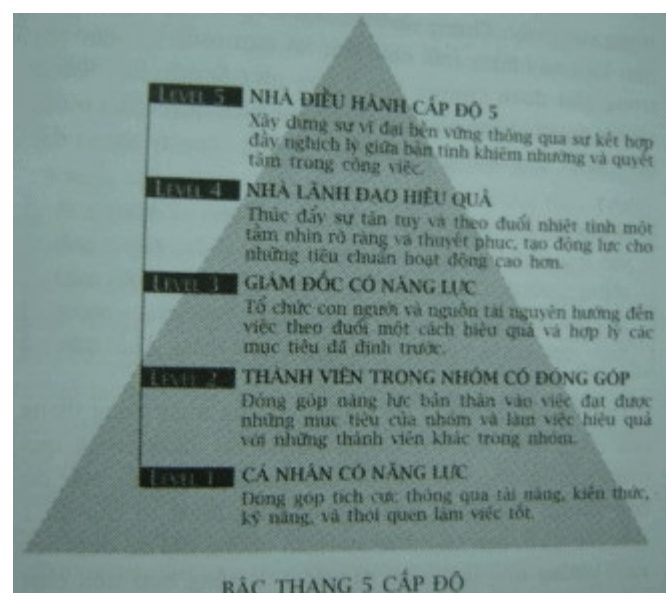 LEVEL 5 NHÀ ĐIỀU HÀNH CẤP ĐỘ 5
Xây dựng sự vĩ đại bền vững thông qua sự kết hợp
đầy nghịch lý giữa bản tính khiêm nhường và quyết
tâm trong công việc.
LEVEL 4 NHÀ LÃNH ĐẠO HIỆU QUẢ
Thúc đẩy sự tận tụy và theo đuổi nhiệt tình một
tầm nhìn rõ ràng và thuyết phục, tạo động lực cho
những tiêu chuẩn hoạt động cao hơn.
LEVEL 3 GIÁM ĐỐC CÓ NĂNG LỰC
Tổ chức con người và nguồn tài nguyên hướng đến
việc theo đuổi một cách hiệu quả và hợp lý các
mục tiêu đã định trước.
LEVEL 2 THÀNH VIÊN TRONG NHÓM CÓ ĐÓNG GÓP
Đóng góp năng lực bản thân vào việc đạt được
những mục tiêu của nhóm và làm việc hiệu quả
với những thành viên khác trong nhóm.
LEVEL 1 CÁ NHÂN CÓ NĂNG LỰC
Đóng góp tích cực thông qua tài năng, kiến thức,
kỹ năng, và thói quen làm việc tốt.
BẬC THANG 5 CẤP ĐỘ